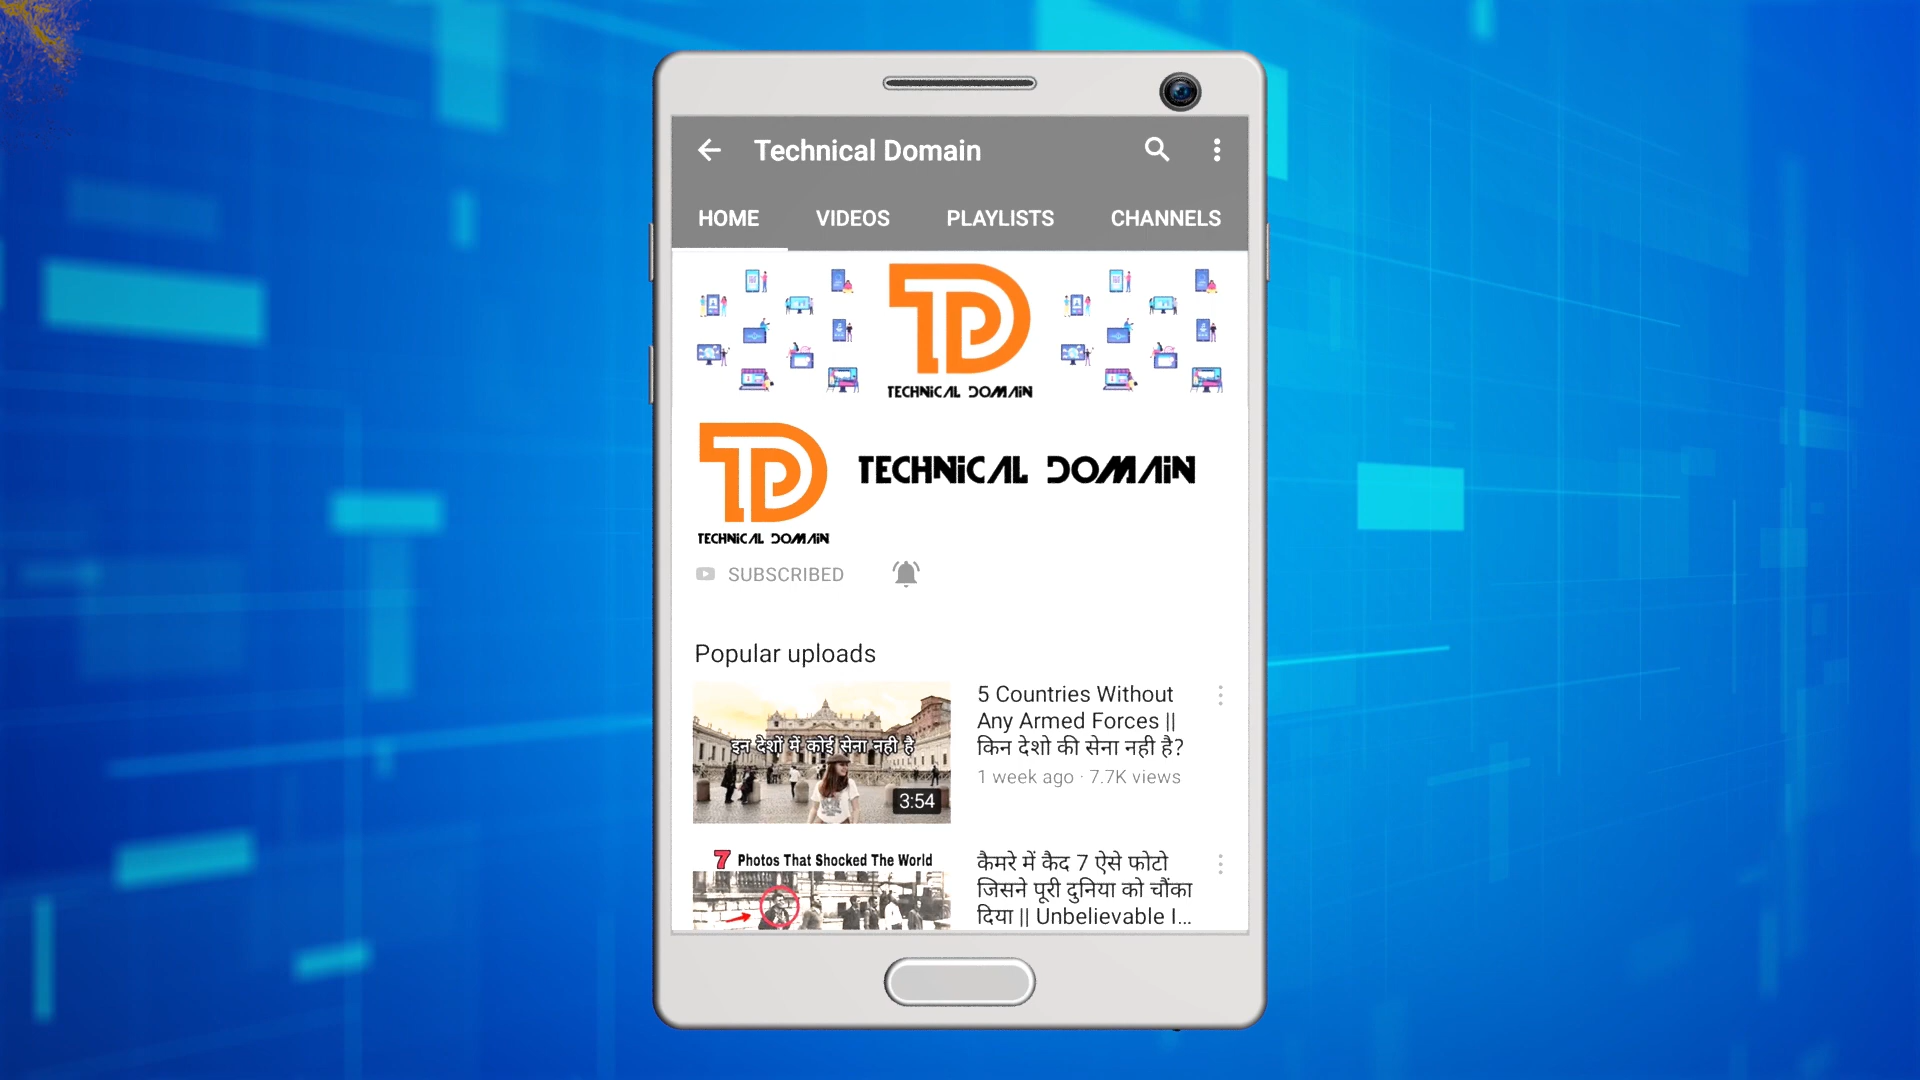 Technical Domain
HOME VIDEOS PLAYLISTS CHANNELS
TECHNiCAL DOMAiN
TECHNiCAL DOMAiN
TECHNiCAL DOMAiN
SUBSCRIBED
Popular uploads
इन देशों में कोई सेना नही है
3:54
5 Countries Without
Any Armed Forces ||
किन देशो की सेना नही है?
1 week ago · 7.7K views
7 Photos That Shocked The World
कैमरे में कैद 7 ऐसे फोटो
जिसने पूरी दुनिया को चौंका
दिया || Unbelievable I...